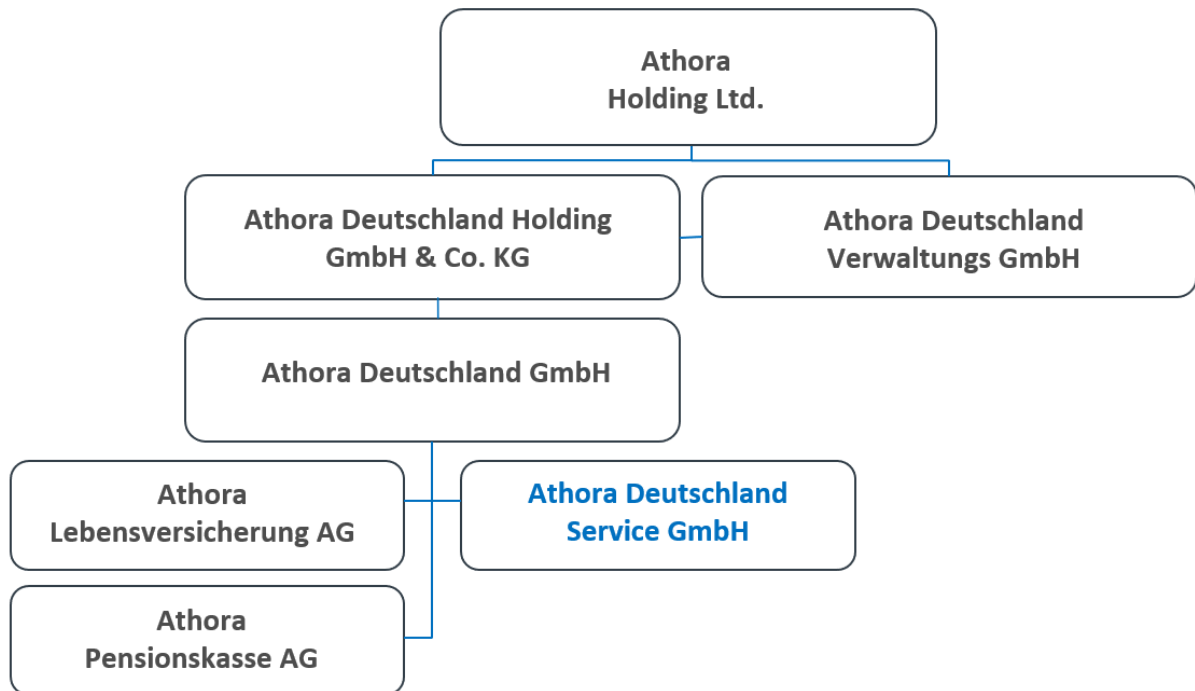 Athora
Holding Ltd.
Athora Deutschland Holding
GmbH & Co. KG
Athora Deutschland
Verwaltungs GmbH
Athora Deutschland GmbH
Athora
Lebensversicherung AG
Athora Deutschland
Service GmbH
Athora
Pensionskasse AG